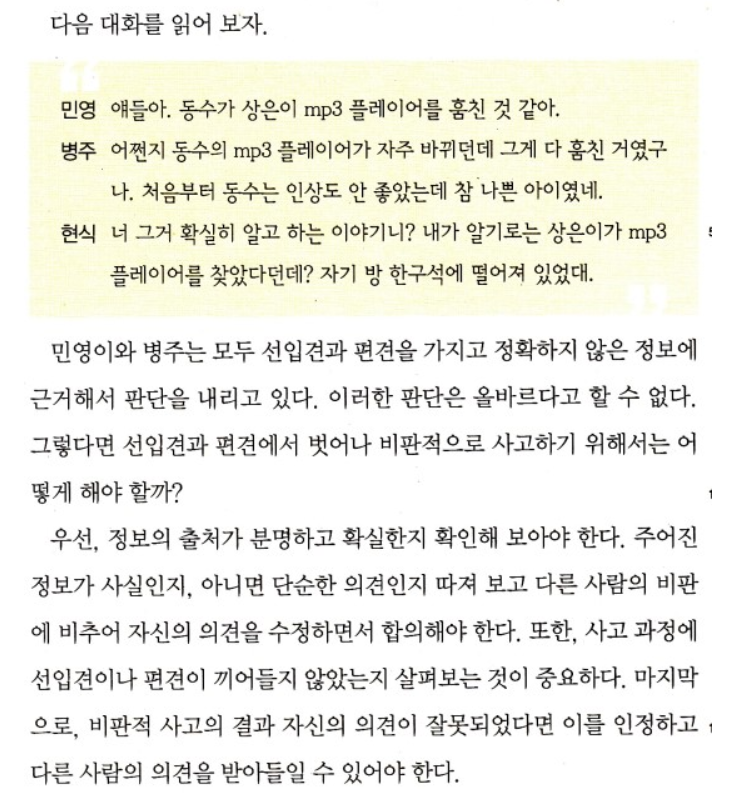 다음 대화를 읽어 보자.
민영 얘들아. 동수가 상은이 mp3 플레이어를 훔친 것 같아.
병주 어쩐지 동수의 mp3 플레이어가 자주 바뀌던데 그게 다 훔친 거였구
나. 처음부터 동수는 인상도 안 좋았는데 참 나쁜 아이였네.
현식 너 그거 확실히 알고 하는 이야기니? 내가 알기로는 상은이가 mp3
플레이어를 찾았다던데? 자기 방 한구석에 떨어져 있었대.
민영이와 병주는 모두 선입견과 편견을 가지고 정확하지 않은 정보에
근거해서 판단을 내리고 있다. 이러한 판단은 올바르다고 할 수 없다.
그렇다면 선입견과 편견에서 벗어나 비판적으로 사고하기 위해서는 어
떻게 해야 할까?
우선, 정보의 출처가 분명하고 확실한지 확인해 보아야 한다. 주어진
정보가 사실인지, 아니면 단순한 의견인지 따져 보고 다른 사람의 비판
에 비추어 자신의 의견을 수정하면서 합의해야 한다. 또한, 사고 과정에
선입견이나 편견이 끼어들지 않았는지 살펴보는 것이 중요하다. 마지막
으로, 비판적 사고의 결과 자신의 의견이 잘못되었다면 이를 인정하고
다른 사람의 의견을 받아들일 수 있어야 한다.